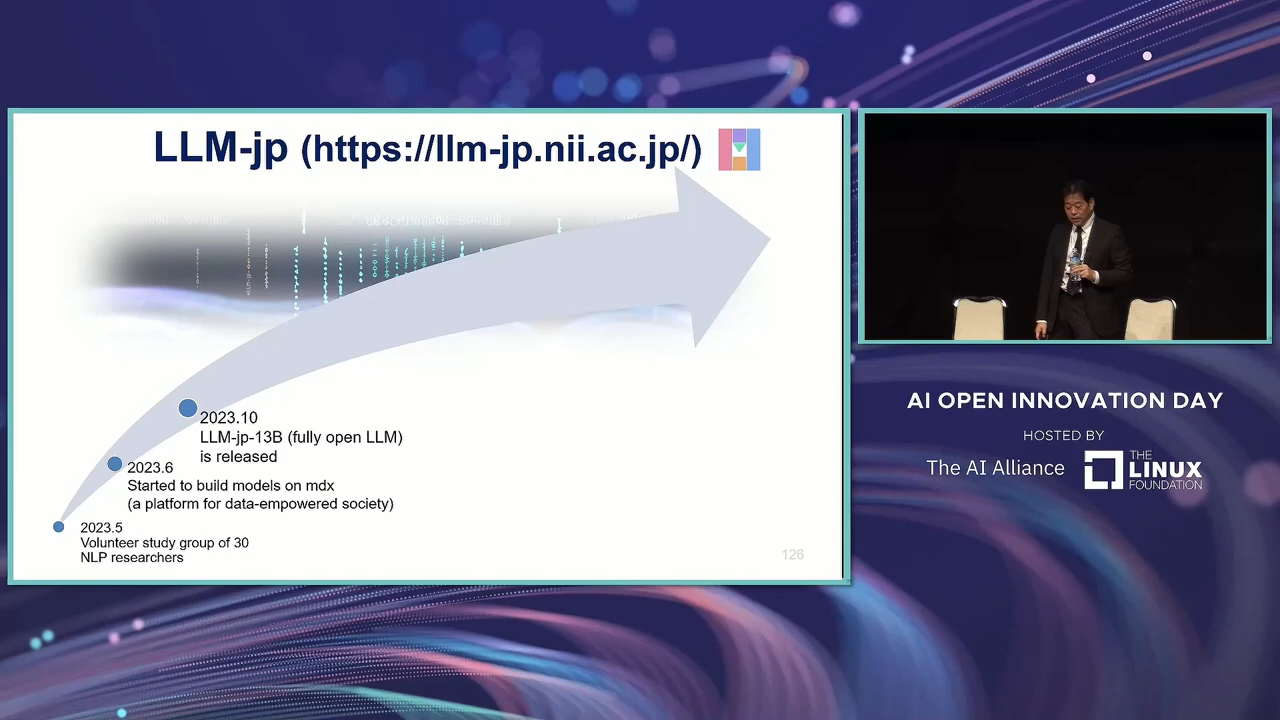 LLM-jp (https://llm-jp.nii.ac.jp/)
2023.10
LLM-jp-13B (fully open LLM)
is released
2023.6
Started to build models on mdx
(a platform for data-empowered society)
2023.5
Volunteer study group of 30
NLP researchers
126
AI OPEN INNOVATION DAY
HOSTED BY
The AI Alliance
THE
LINUX
FOUNDATION